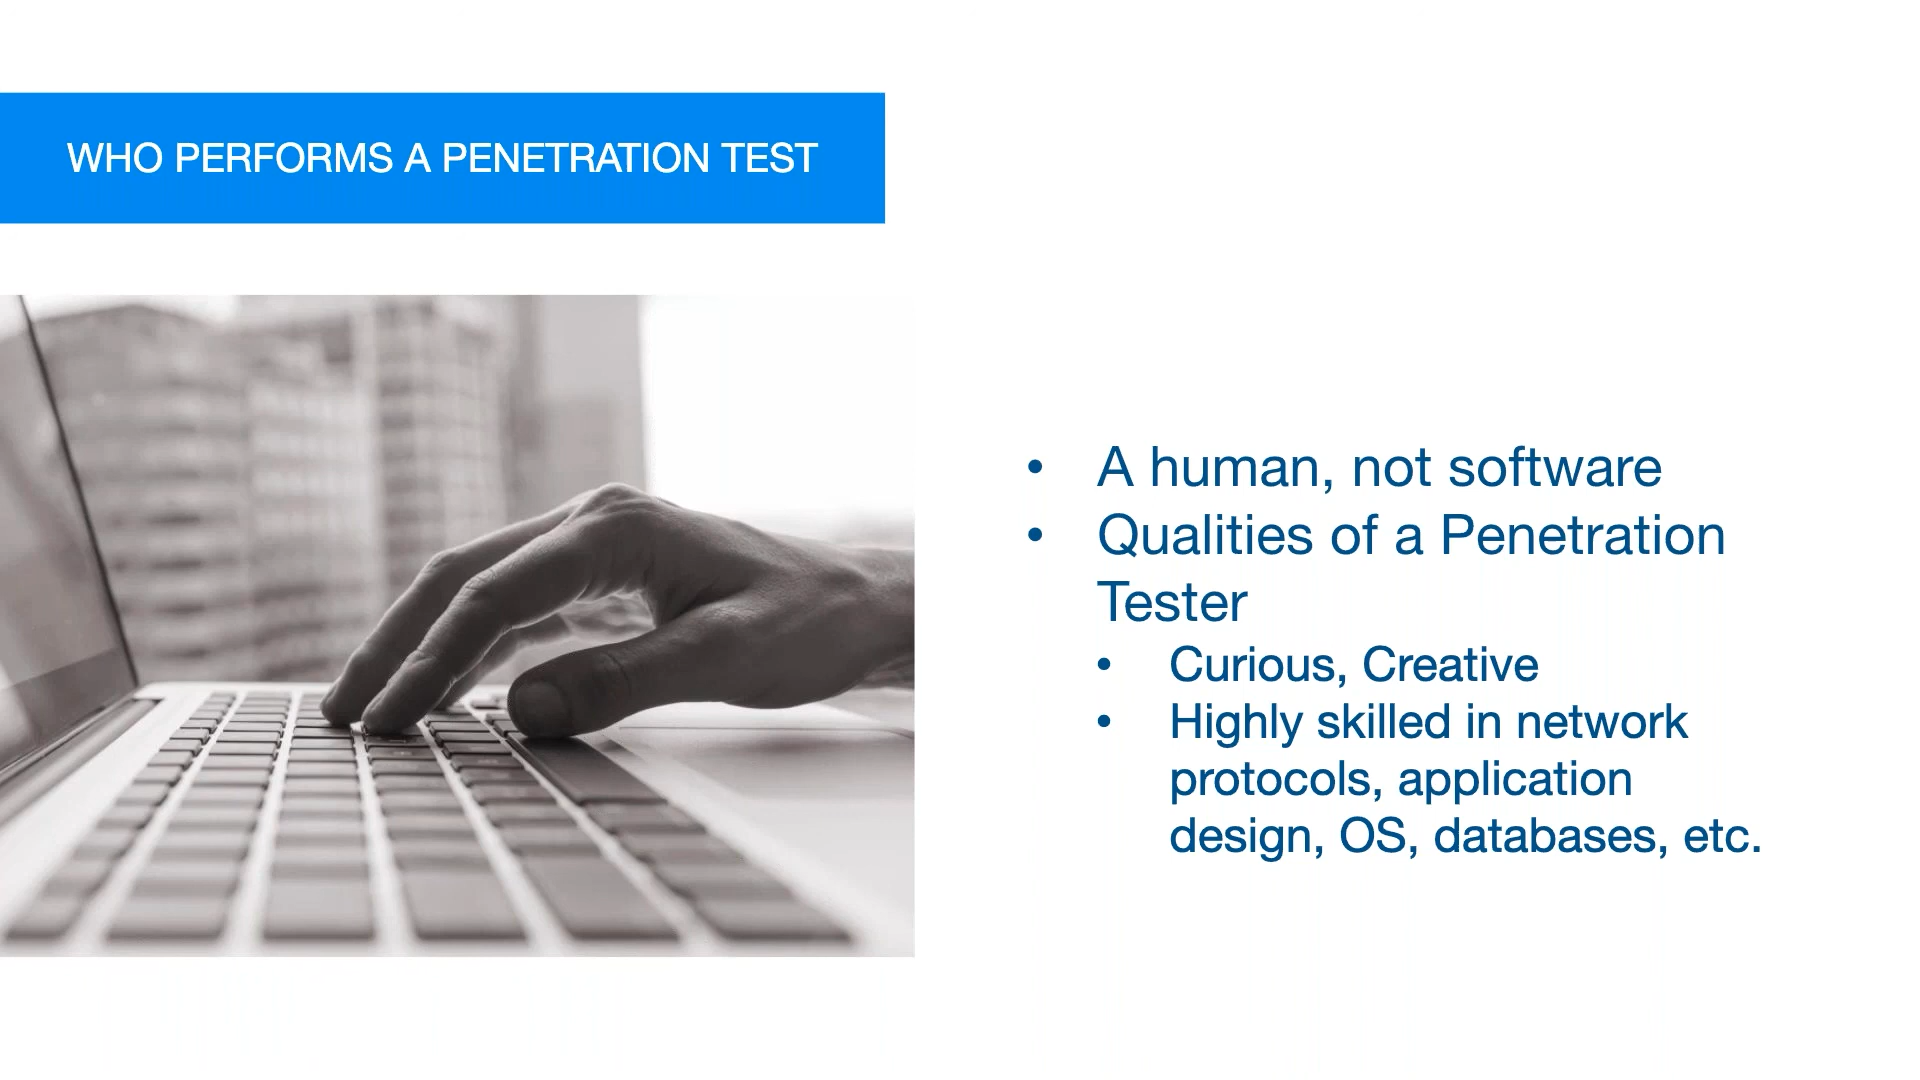 WHO PERFORMS A PENETRATION TEST
• A human, not software
• Qualities of a Penetration
Tester
• Curious, Creative
• Highly skilled in network
protocols, application
design, OS, databases, etc.